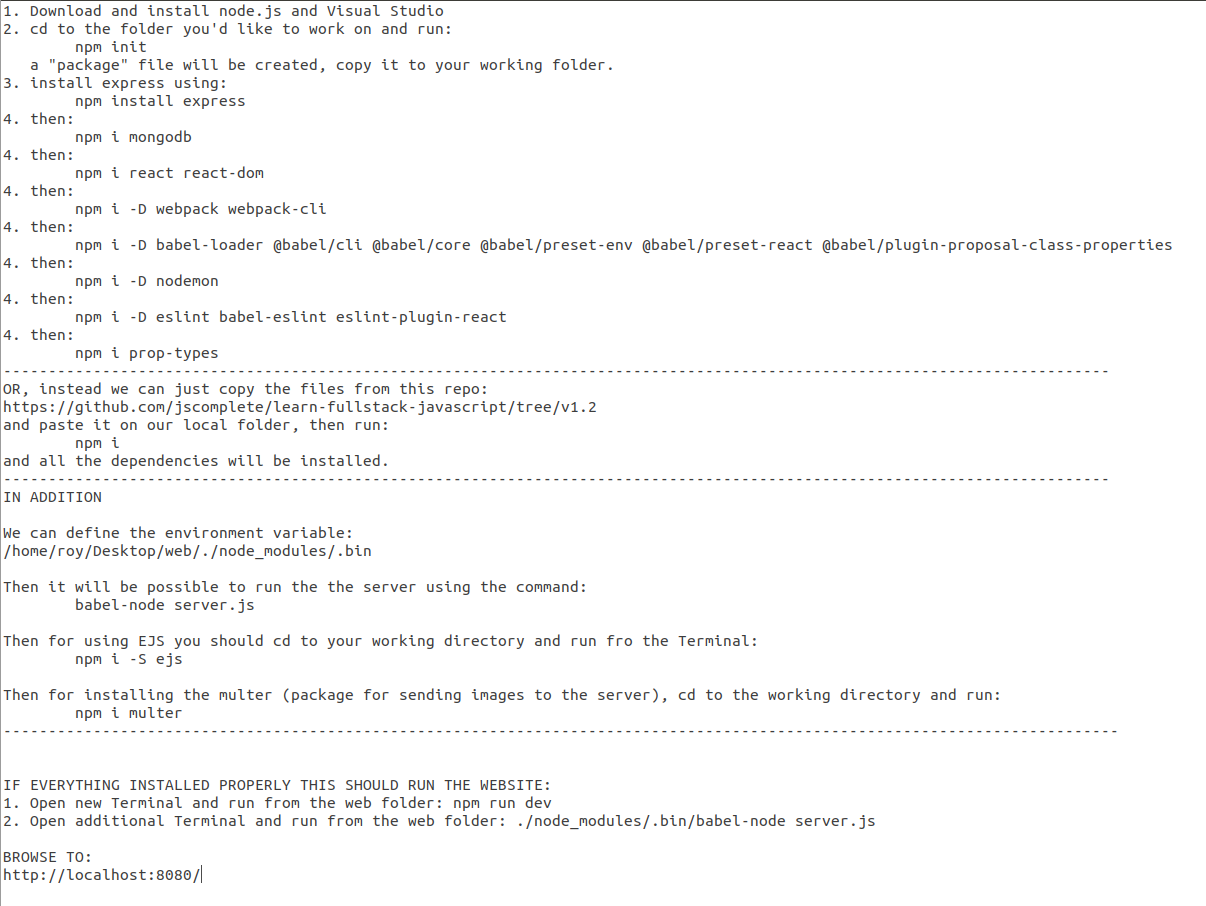 1. Download and install node.js and Visual Studio
2. cd to the folder you'd like to work on and run:
npm init
a "package" file will be created, copy it to your working folder.
3. install express using:
npm install express
4. then:
npm i mongodb
4. then:
npm i react react-dom
4. then:
npm i -D webpack webpack-cli
4. then:
npm i -D babel-loader @babel/cli @babel/core @babel/preset-env @babel/preset-react @babel/plugin-proposal-class-properties
4. then:
npm i -D nodemon
4. then:
npm i -D eslint babel-eslint eslint-plugin-react
4. then:
npm i prop-types
---------------------------------------------------------------------------------------------------------------------------
OR, instead we can just copy the files from this repo:
https://github.com/jscomplete/learn-fullstack-javascript/tree/v1.2
and paste it on our local folder, then run:
npm i
and all the dependencies will be installed.
---------------------------------------------------------------------------------------------------------------------------
IN ADDITION
We can define the environment variable:
/home/roy/Desktop/web/./node_modules/.bin
Then it will be possible to run the the server using the command:
babel-node server.js
Then for using EJS you should cd to your working directory and run fro the Terminal:
npm i -S ejs
Then for installing the multer (package for sending images to the server), cd to the working directory and run:
npm i multer
----------------------------------------------------------------------------------------------------------------------------
IF EVERYTHING INSTALLED PROPERLY THIS SHOULD RUN THE WEBSITE:
1. Open new Terminal and run from the web folder: npm run dev
2. Open additional Terminal and run from the web folder: ./node_modules/.bin/babel-node server.js
BROWSE TO:
http://localhost:8080/